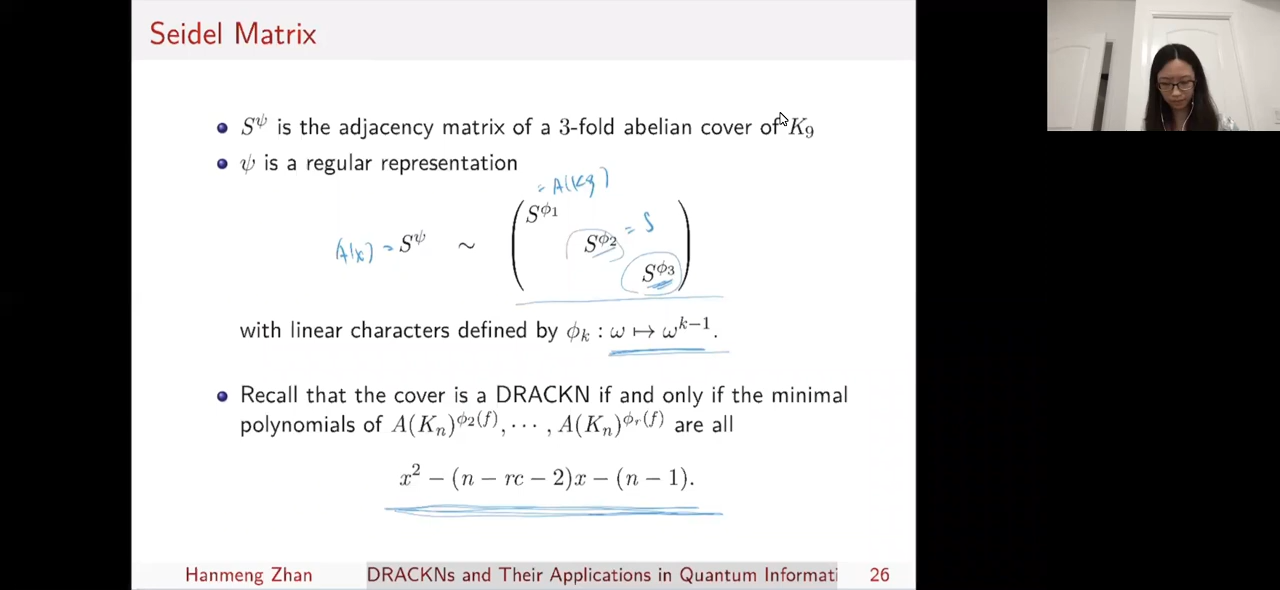 Seidel Matrix
• S^ψ is the adjacency matrix of a 3-fold abelian cover of K_9
• ψ is a regular representation
= A(K9)
A(X) = S^ψ ∼ ( S^{ϕ_1}
S^{ϕ_2} = S
S^{ϕ_3} )
with linear characters defined by ϕ_k : ω ↦ ω^{k−1}.
• Recall that the cover is a DRACKN if and only if the minimal
polynomials of A(K_n)^{ϕ_2(f)}, ⋯ , A(K_n)^{ϕ_r(f)} are all
x^2 − (n − rc − 2)x − (n − 1).
Hanmeng Zhan DRACKNs and Their Applications in Quantum Informati 26